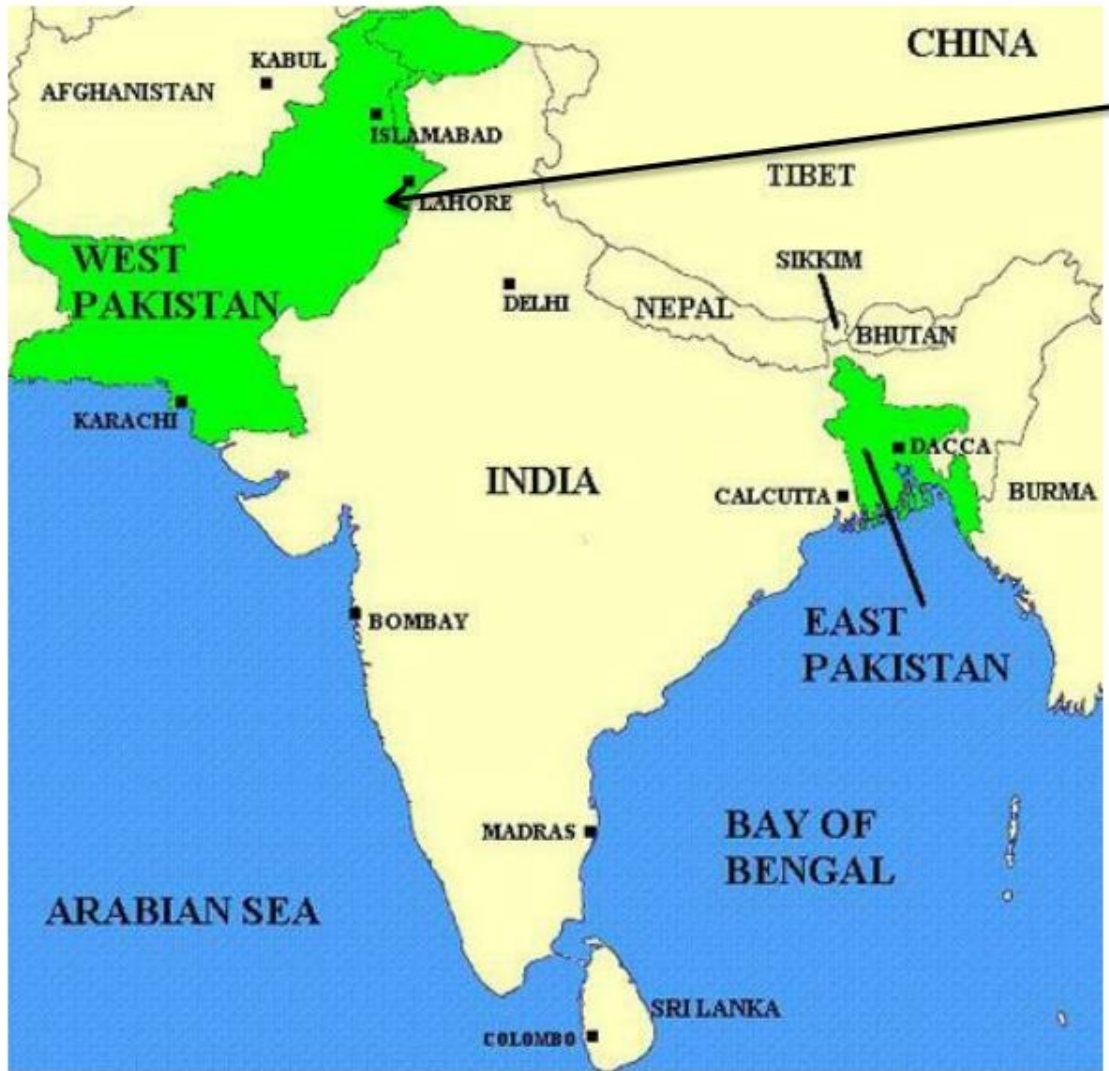 CHINA
KABUL
AFGHANISTAN
ISLAMABAD
TIBET
LAHORE
WEST
PAKISTAN
SIKKIM
DELHI
NEPAL
BHUTAN
KARACHI
DACCA
INDIA
CALCUTTA
BURMA
BOMBAY
EAST
PAKISTAN
MADRAS
BAY OF
BENGAL
ARABIAN SEA
SRI LANKA
COLOMBO